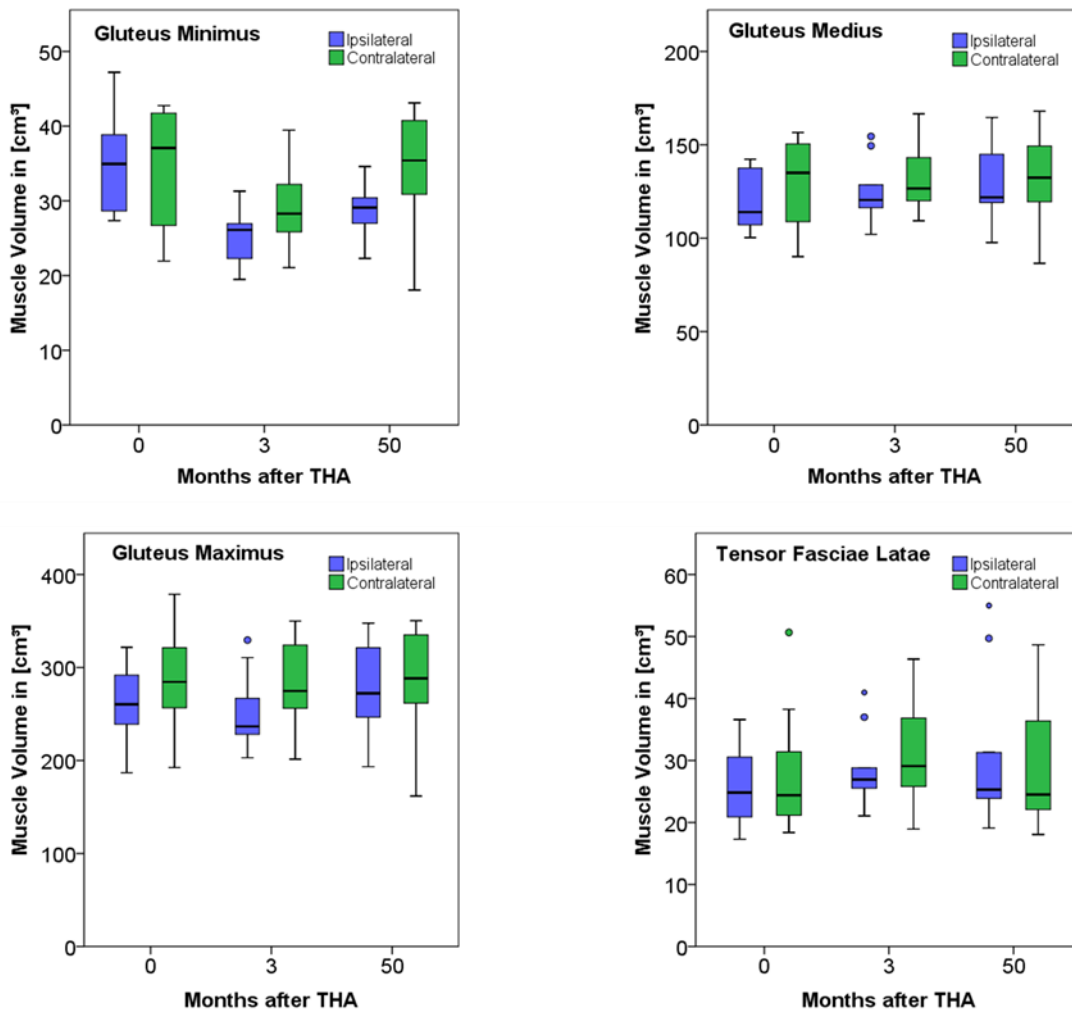 Gluteus Minimus
Ipsilateral
Contralateral
50
40
30
20
10
0
Muscle Volume in [cm³]
0 3 50
Months after THA
Gluteus Medius
Ipsilateral
Contralateral
200
150
100
50
0
Muscle Volume in [cm³]
0 3 50
Months after THA
Gluteus Maximus
Ipsilateral
Contralateral
400
300
200
100
0
Muscle Volume in [cm³]
0 3 50
Months after THA
Tensor Fasciae Latae
Ipsilateral
Contralateral
60
50
40
30
20
10
0
Muscle Volume in [cm³]
0 3 50
Months after THA